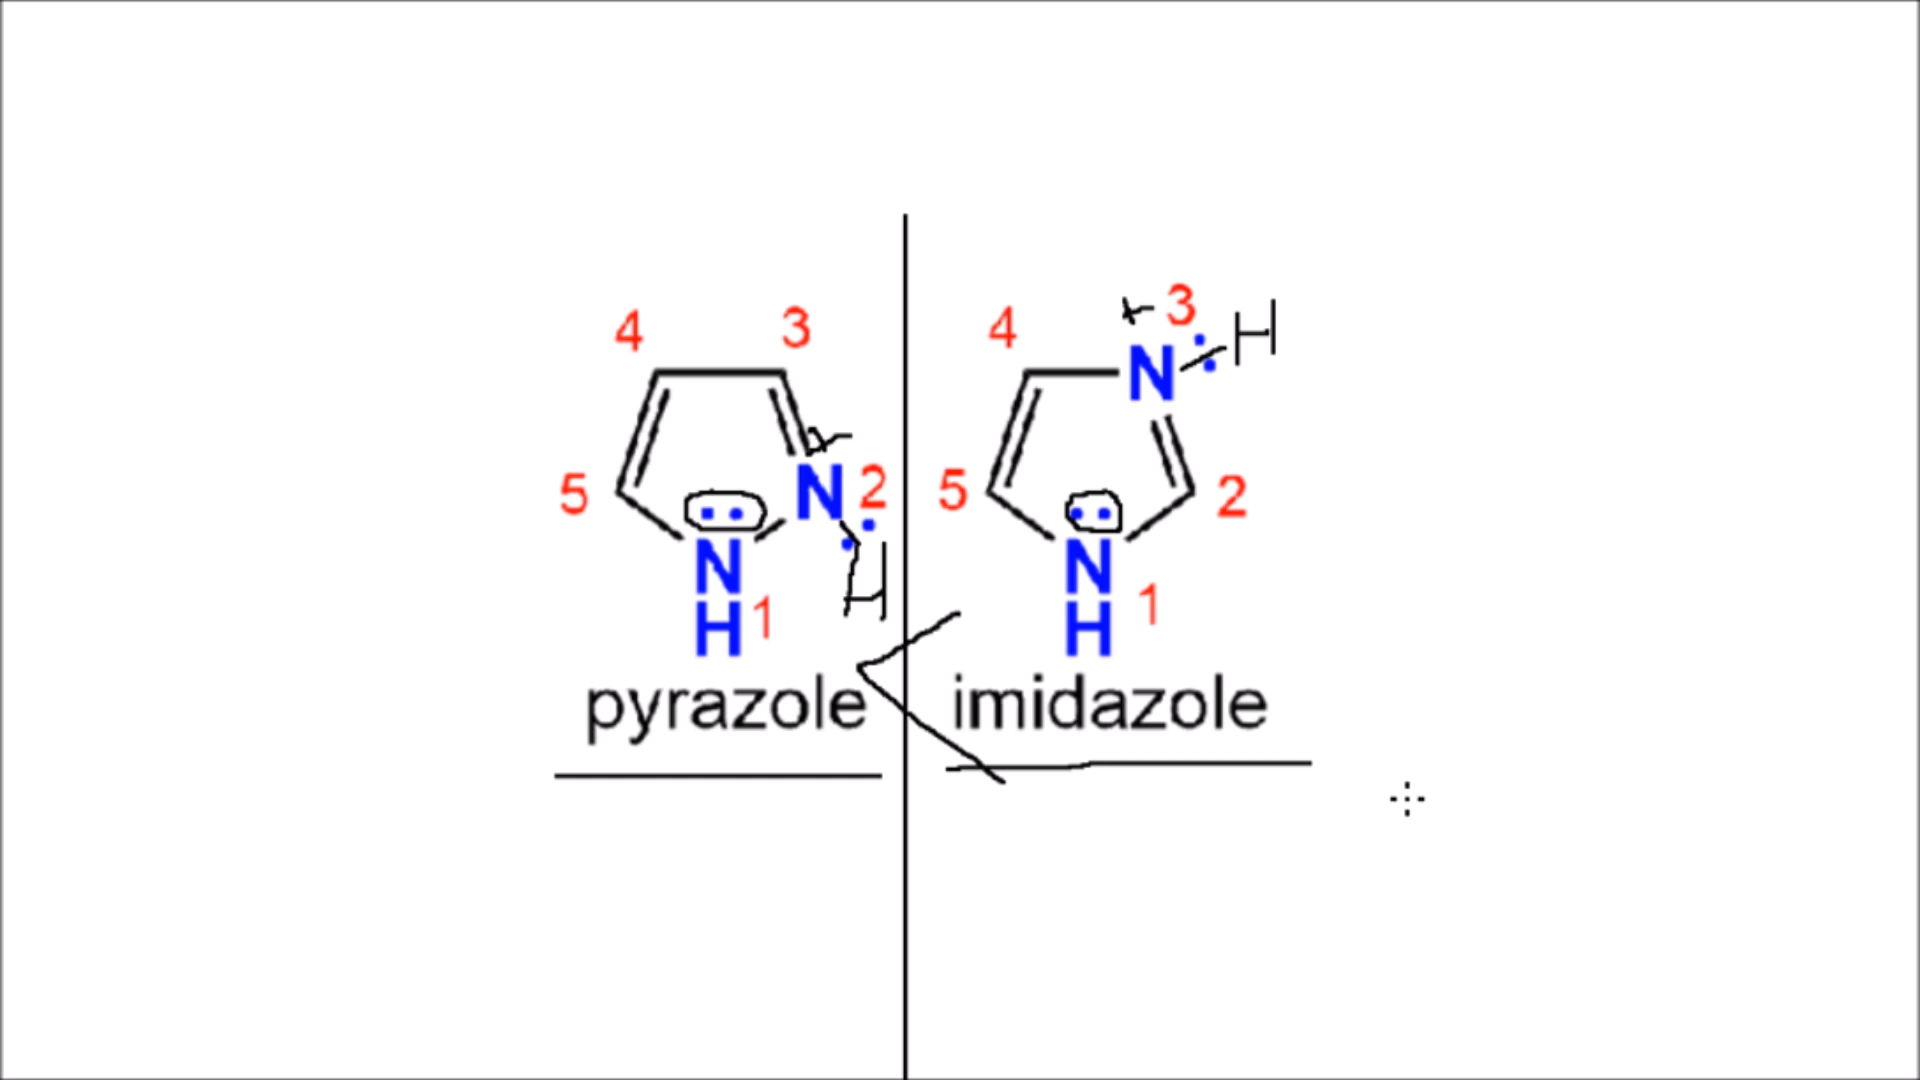 4 3
5 N 2
N H
H 1
pyrazole
+ 3 H
4 N
5 2
N
H 1
< imidazole